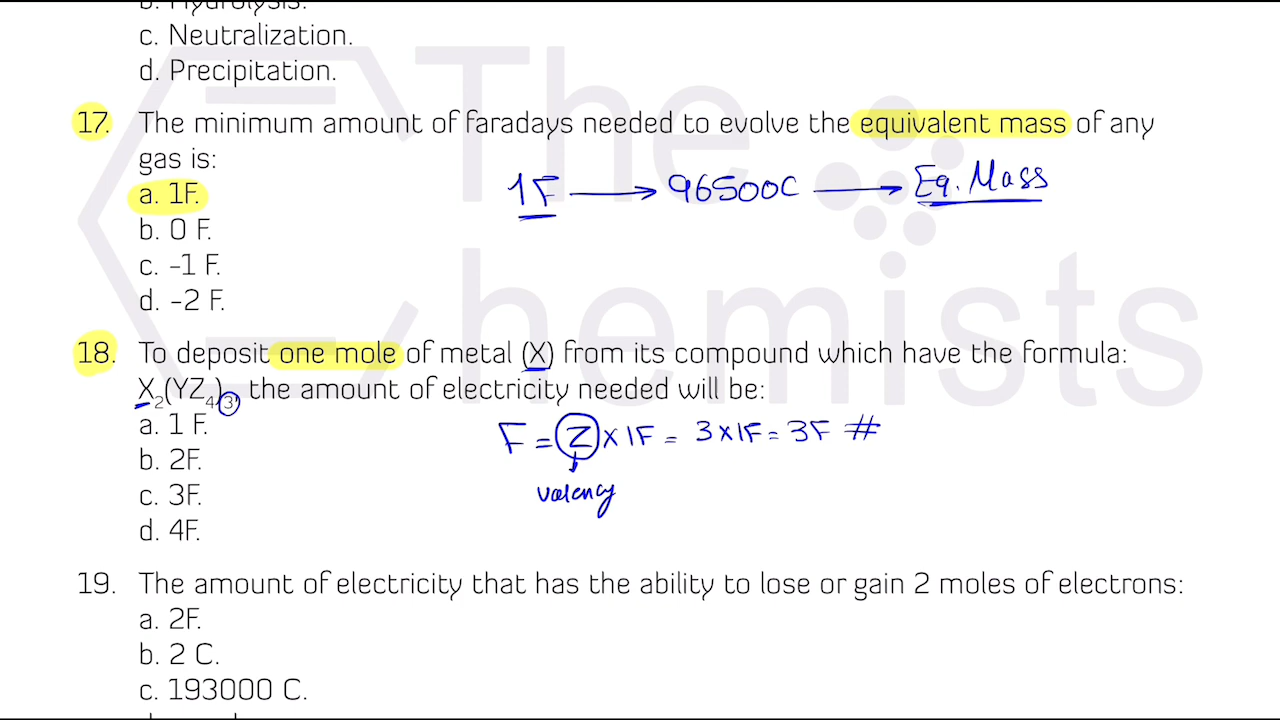 b. Hydrolysis.
c. Neutralization.
d. Precipitation.
17. The minimum amount of faradays needed to evolve the equivalent mass of any
gas is:
a. 1F.
1F → 96500C → Eq. Mass
b. 0 F.
c. -1 F.
d. -2 F.
18. To deposit one mole of metal (X) from its compound which have the formula:
X₂(YZ₄)₃, the amount of electricity needed will be:
a. 1 F.
F = Z × 1F = 3 × 1F = 3F #
b. 2F.
valency
c. 3F.
d. 4F.
19. The amount of electricity that has the ability to lose or gain 2 moles of electrons:
a. 2F.
b. 2 C.
c. 193000 C.
The
Chemists